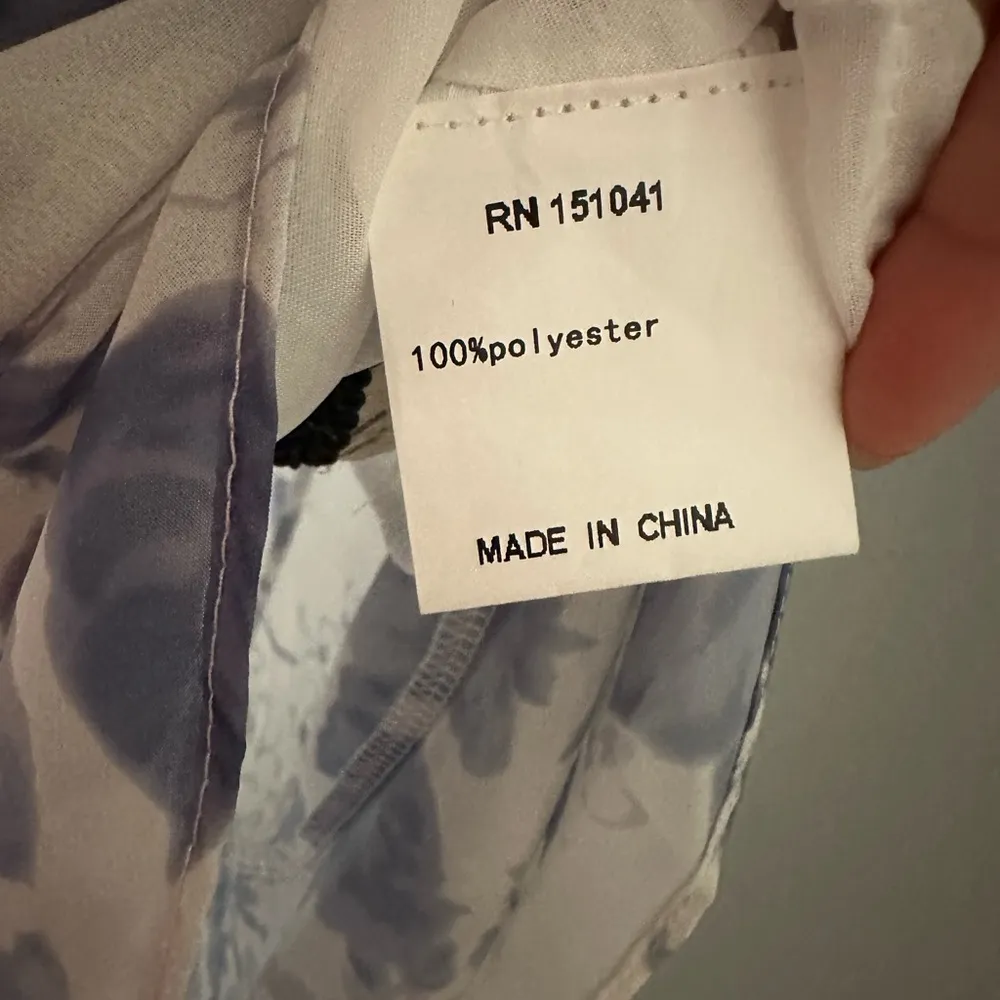 RN 151041
100%polyester
MADE IN CHINA